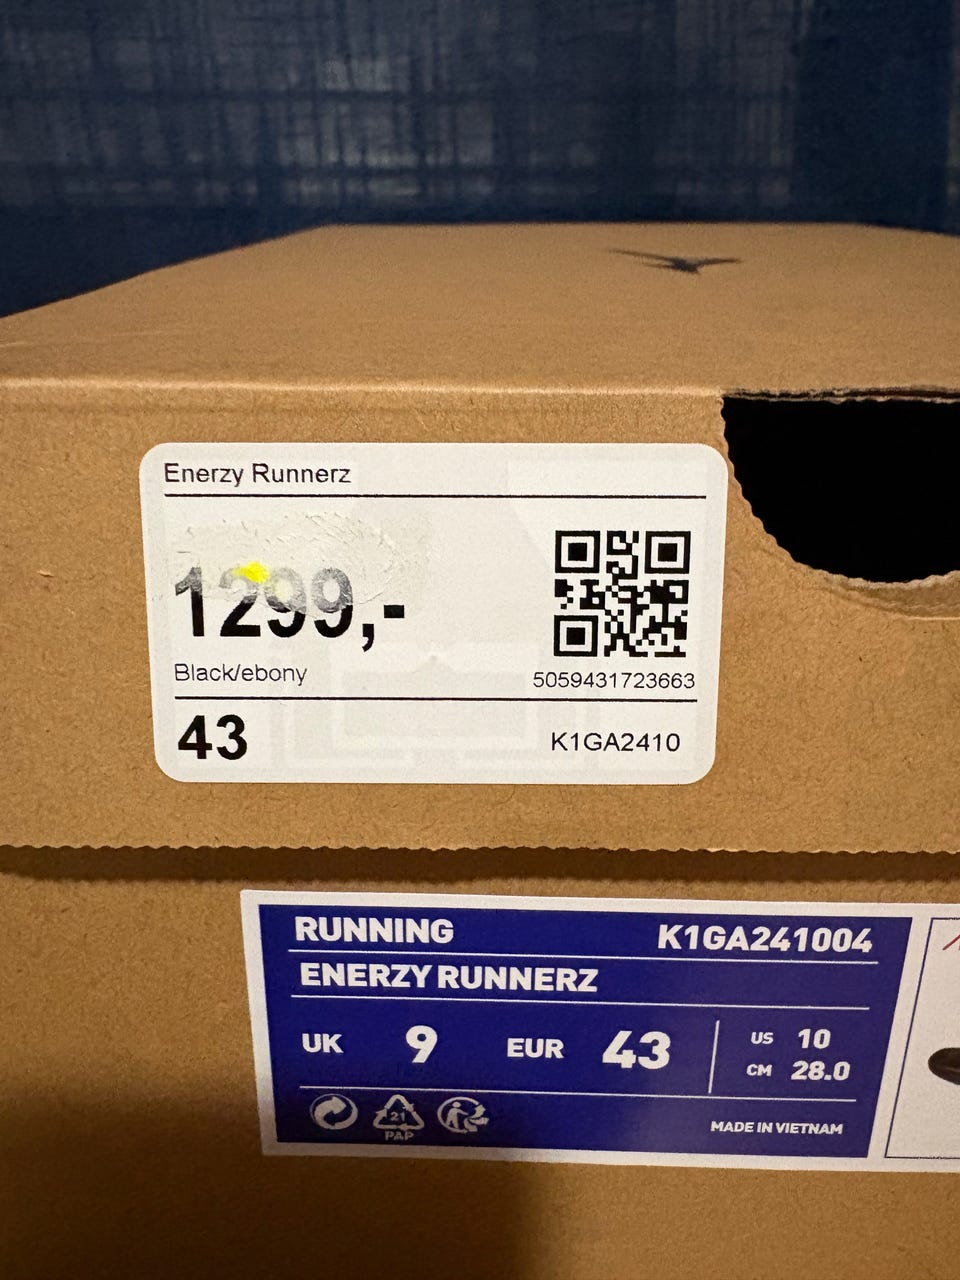 Enerzy Runnerz
1299,-
Black/ebony
5059431723663
43
K1GA2410
RUNNING K1GA241004
ENERZY RUNNERZ
UK 9 EUR 43 US 10
CM 28.0
21
PAP
MADE IN VIETNAM